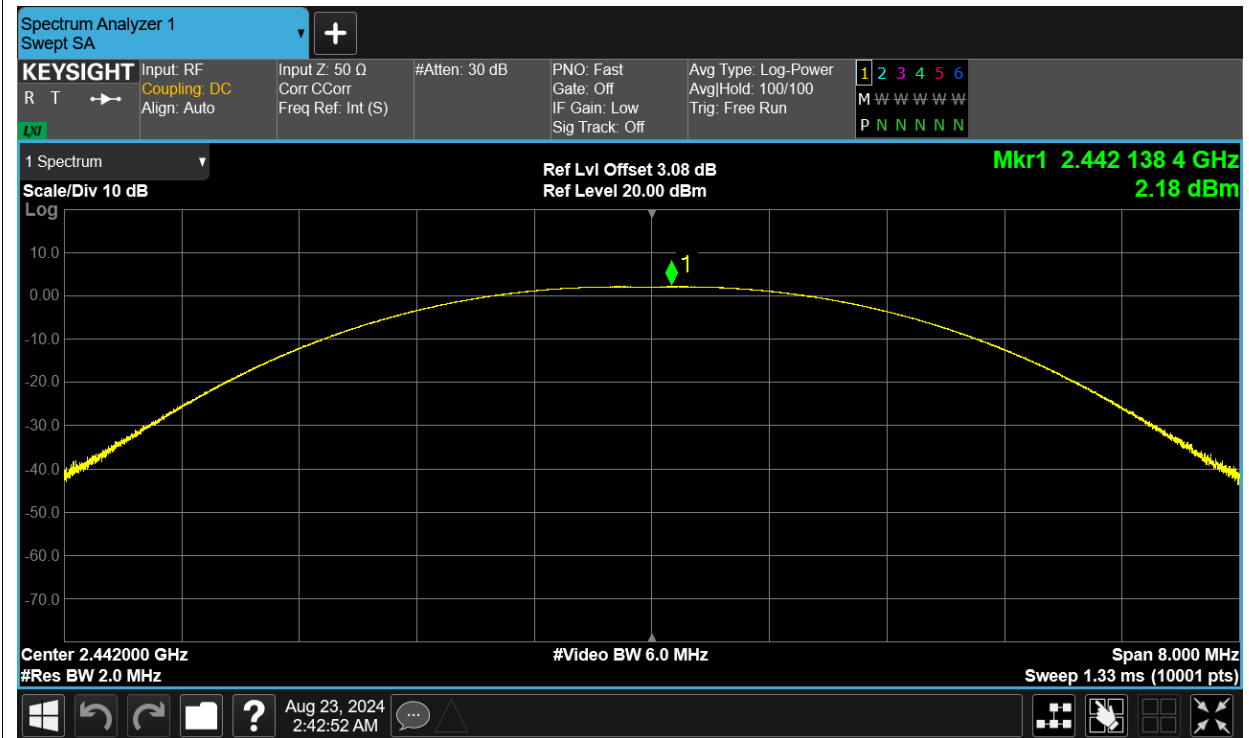 Spectrum Analyzer 1
Swept SA
KEYSIGHT
R T
LXI
Input: RF
Coupling: DC
Align: Auto
Input Z: 50 Ω
Corr CCorr
Freq Ref: Int (S)
#Atten: 30 dB
PNO: Fast
Gate: Off
IF Gain: Low
Sig Track: Off
Avg Type: Log-Power
Avg|Hold: 100/100
Trig: Free Run
1 2 3 4 5 6
M W W W W W
P N N N N N
1 Spectrum
Scale/Div 10 dB
Ref Lvl Offset 3.08 dB
Ref Level 20.00 dBm
Mkr1 2.442 138 4 GHz
2.18 dBm
Log
10.0
0.00
-10.0
-20.0
-30.0
-40.0
-50.0
-60.0
-70.0
1
Center 2.442000 GHz
#Res BW 2.0 MHz
#Video BW 6.0 MHz
Span 8.000 MHz
Sweep 1.33 ms (10001 pts)
?
Aug 23, 2024
2:42:52 AM